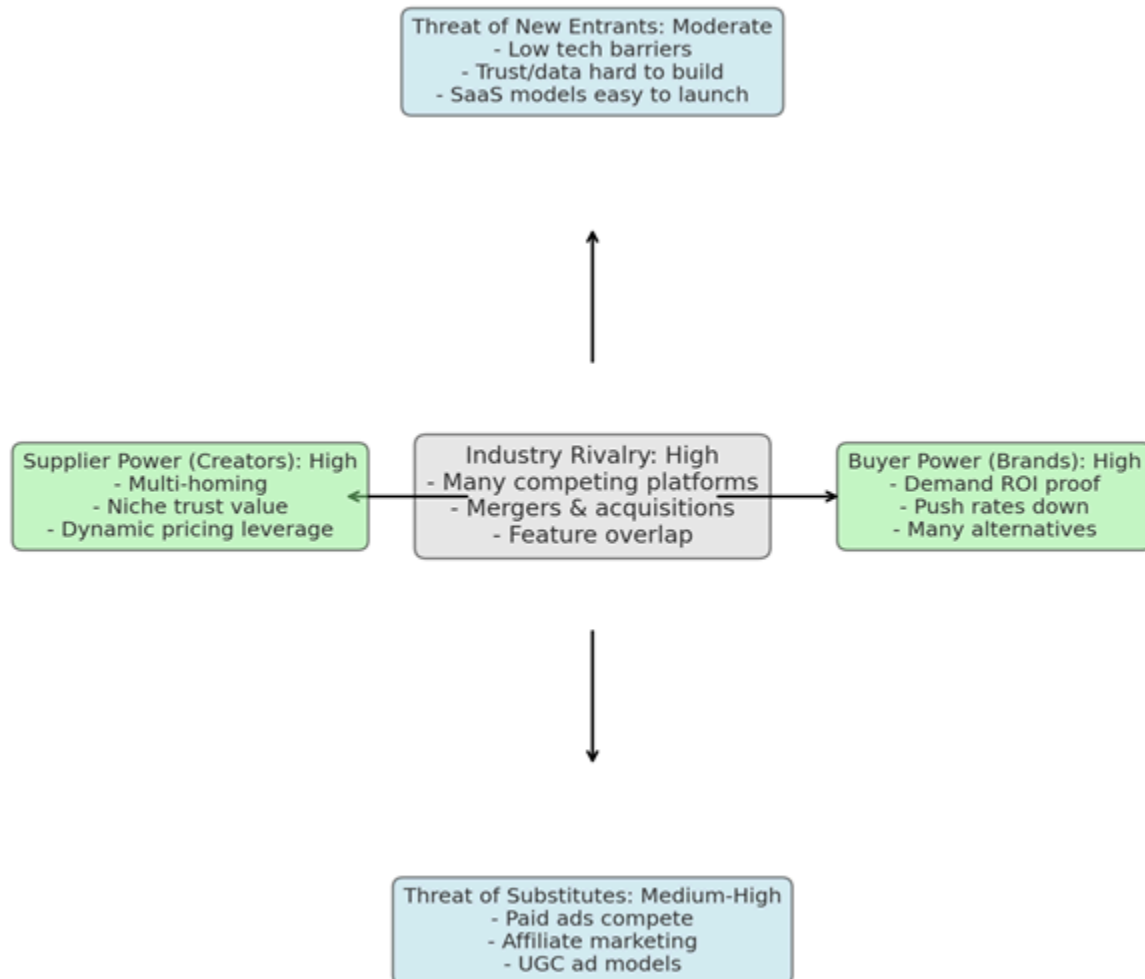 Threat of New Entrants: Moderate
- Low tech barriers
- Trust/data hard to build
- SaaS models easy to launch
Supplier Power (Creators): High
- Multi-homing
- Niche trust value
- Dynamic pricing leverage
Industry Rivalry: High
- Many competing platforms
- Mergers & acquisitions
- Feature overlap
Buyer Power (Brands): High
- Demand ROI proof
- Push rates down
- Many alternatives
Threat of Substitutes: Medium-High
- Paid ads compete
- Affiliate marketing
- UGC ad models